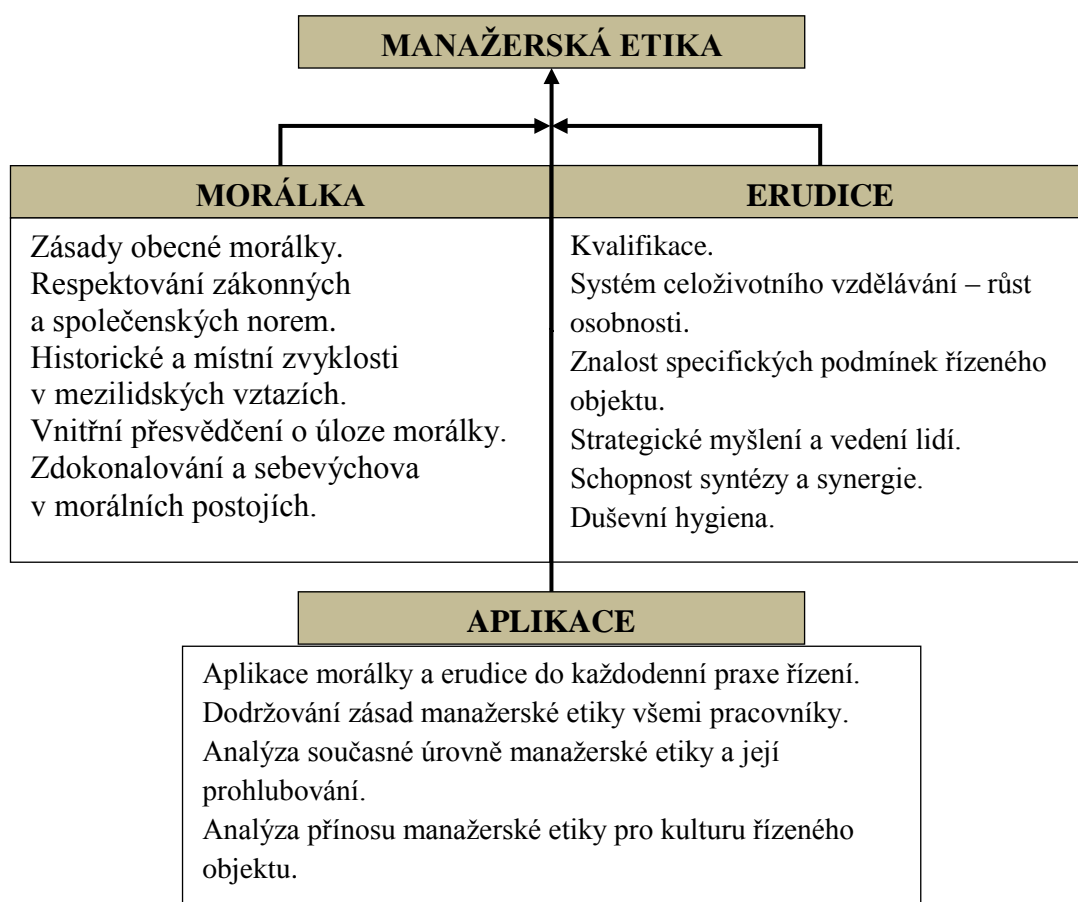 MANAŽERSKÁ ETIKA
MORÁLKA
Zásady obecné morálky.
Respektování zákonných
a společenských norem.
Historické a místní zvyklosti
v mezilidských vztazích.
Vnitřní přesvědčení o úloze morálky.
Zdokonalování a sebevýchova
v morálních postojích.
ERUDICE
Kvalifikace.
Systém celoživotního vzdělávání – růst
osobnosti.
Znalost specifických podmínek řízeného
objektu.
Strategické myšlení a vedení lidí.
Schopnost syntézy a synergie.
Duševní hygiena.
APLIKACE
Aplikace morálky a erudice do každodenní praxe řízení.
Dodržování zásad manažerské etiky všemi pracovníky.
Analýza současné úrovně manažerské etiky a její
prohlubování.
Analýza přínosu manažerské etiky pro kulturu řízeného
objektu.